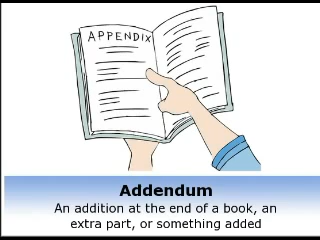 APPENDIX
Addendum
An addition at the end of a book, an
extra part, or something added